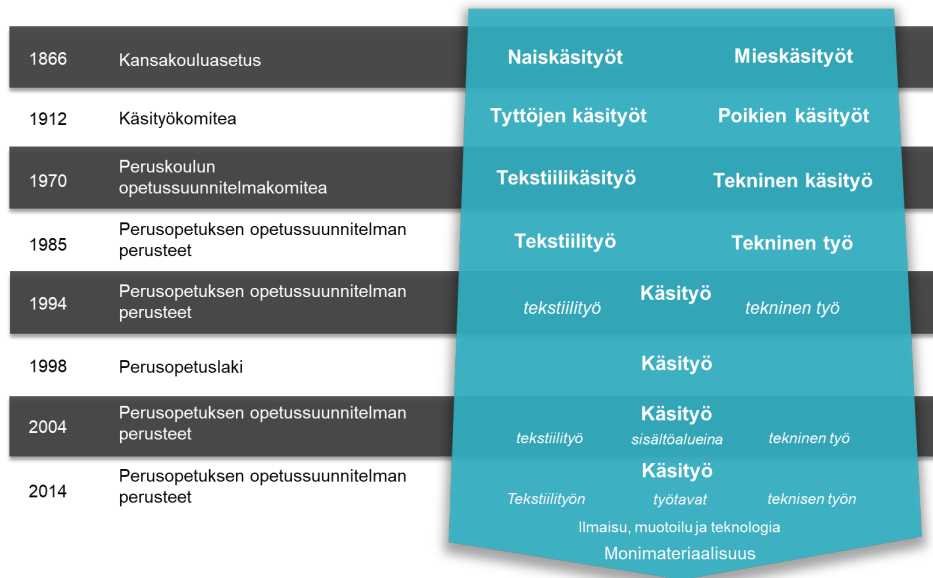 1866 Kansakouluasetus Naiskäsityöt Mieskäsityöt
1912 Käsityökomitea Tyttöjen käsityöt Poikien käsityöt
1970 Peruskoulun opetussuunnitelmakomitea Tekstiilikäsityö Tekninen käsityö
1985 Perusopetuksen opetussuunnitelman perusteet Tekstiilityö Tekninen työ
1994 Perusopetuksen opetussuunnitelman perusteet Käsityö
tekstiilityö tekninen työ
1998 Perusopetuslaki Käsityö
2004 Perusopetuksen opetussuunnitelman perusteet Käsityö
tekstiilityö sisältöalueina tekninen työ
2014 Perusopetuksen opetussuunnitelman perusteet Käsityö
Tekstiilityön työtavat teknisen työn
Ilmaisu, muotoilu ja teknologia
Monimateriaalisuus